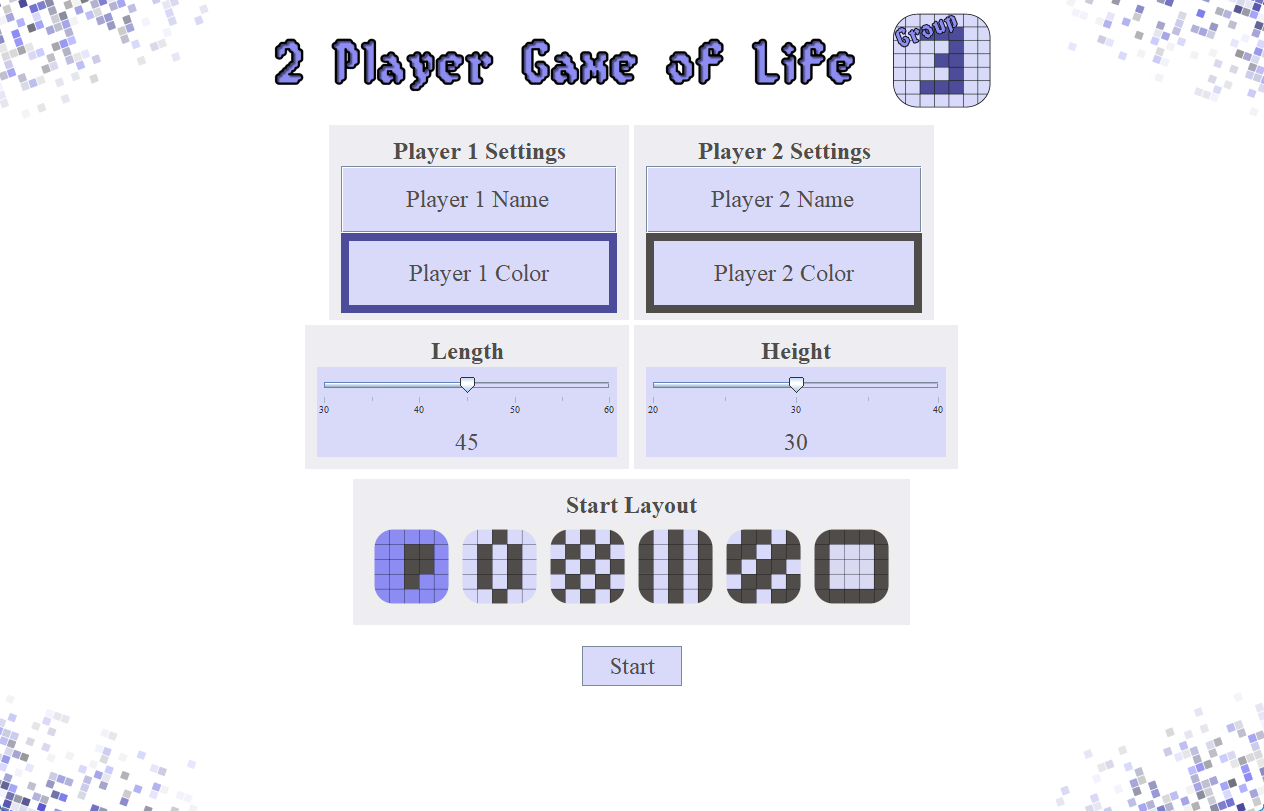 2 Player Game of Life
Group
Player 1 Settings
Player 2 Settings
Player 1 Name
Player 2 Name
Player 1 Color
Player 2 Color
Length
Height
30 40 50 60
20 30 40
45
30
Start Layout
Start